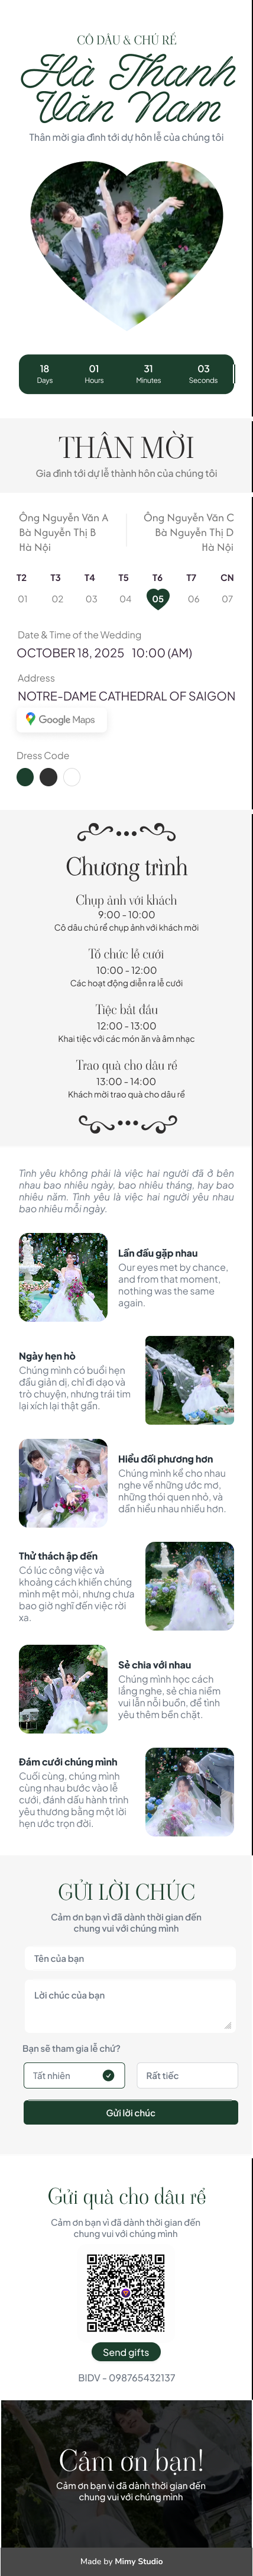 CÔ DÂU & CHÚ RỂ
Hà Thanh
Văn Nam
Thân mời gia đình tới dự hôn lễ của chúng tôi
18 01 31 03
Days Hours Minutes Seconds
THÂN MỜI
Gia đình tới dự lễ thành hôn của chúng tôi
Ông Nguyễn Văn A
Bà Nguyễn Thị B
Hà Nội
Ông Nguyễn Văn C
Bà Nguyễn Thị D
Hà Nội
T2 T3 T4 T5 T6 T7 CN
01 02 03 04 05 06 07
Date & Time of the Wedding
OCTOBER 18, 2025 10:00 (AM)
Address
NOTRE-DAME CATHEDRAL OF SAIGON
Google Maps
Dress Code
Chương trình
Chụp ảnh với khách
9:00 - 10:00
Cô dâu chú rể chụp ảnh với khách mời
Tổ chức lễ cưới
10:00 - 12:00
Các hoạt động diễn ra lễ cưới
Tiệc bắt đầu
12:00 - 13:00
Khai tiệc với các món ăn và âm nhạc
Trao quà cho dâu rể
13:00 - 14:00
Khách mời trao quà cho dâu rể
Tình yêu không phải là việc hai người đã ở bên
nhau bao nhiêu ngày, bao nhiêu tháng, hay bao
nhiêu năm. Tình yêu là việc hai người yêu nhau
bao nhiêu mỗi ngày.
Lần đầu gặp nhau
Our eyes met by chance,
and from that moment,
nothing was the same
again.
Ngày hẹn hò
Chúng mình có buổi hẹn
đầu giản dị, chỉ đi dạo và
trò chuyện, nhưng trái tim
lại xích lại thật gần.
Hiểu đối phương hơn
Chúng mình kể cho nhau
nghe về những ước mơ,
những thói quen nhỏ, và
dần hiểu nhau nhiều hơn.
Thử thách ập đến
Có lúc công việc và
khoảng cách khiến chúng
mình mệt mỏi, nhưng chưa
bao giờ nghĩ đến việc rời
xa.
Sẻ chia với nhau
Chúng mình học cách
lắng nghe, sẻ chia niềm
vui lẫn nỗi buồn, để tình
yêu thêm bền chặt.
Đám cưới chúng mình
Cuối cùng, chúng mình
cùng nhau bước vào lễ
cưới, đánh dấu hành trình
yêu thương bằng một lời
hẹn ước trọn đời.
GỬI LỜI CHÚC
Cảm ơn bạn vì đã dành thời gian đến
chung vui với chúng mình
Tên của bạn
Lời chúc của bạn
Bạn sẽ tham gia lễ chứ?
Tất nhiên
Rất tiếc
Gửi lời chúc
Gửi quà cho dâu rể
Cảm ơn bạn vì đã dành thời gian đến
chung vui với chúng mình
Send gifts
BIDV - 098765432137
Cảm ơn bạn!
Cảm ơn bạn vì đã dành thời gian đến
chung vui với chúng mình
Made by Mimy Studio